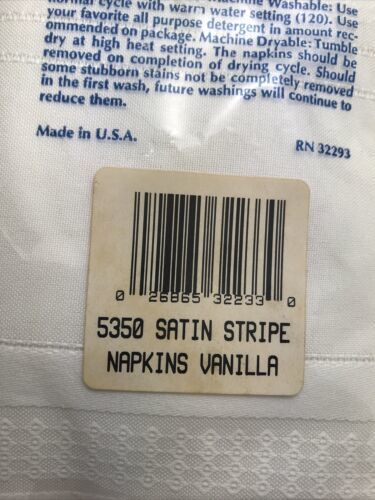 Machine Washable: Use
normal cycle with warm water setting (120). Use
your favorite all purpose detergent in amount rec-
ommended on package. Machine Dryable: Tumble
dry at high heat setting. The napkins should be
removed on completion of drying cycle. Should
some stubborn stains not be completely removed
in the first wash, future washings will continue to
reduce them.
Made in U.S.A.
RN 32293
0 26865 32233 0
5350 SATIN STRIPE
NAPKINS VANILLA